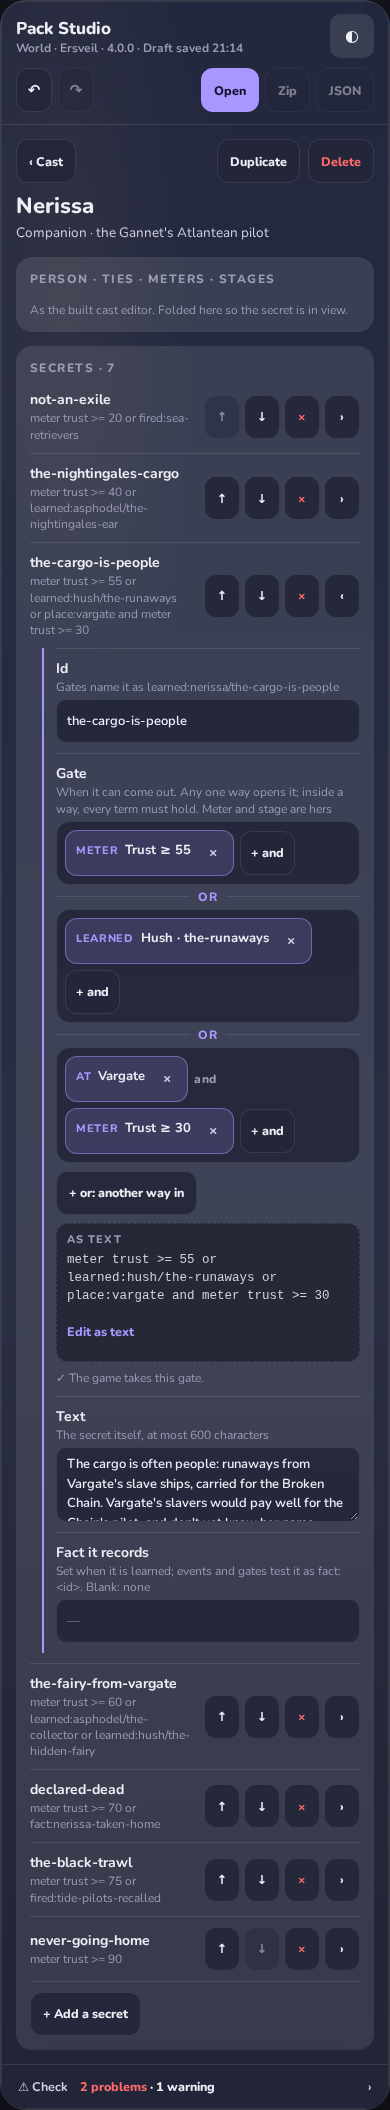 Pack Studio
World · Ersveil · 4.0.0 · Draft saved 21:14
Open
Zip
JSON
‹ Cast
Duplicate
Delete
Nerissa
Companion · the Gannet's Atlantean pilot
PERSON · TIES · METERS · STAGES
As the built cast editor. Folded here so the secret is in view.
SECRETS · 7
not-an-exile
meter trust >= 20 or fired:sea-
retrievers
↑ ↓ × ›
the-nightingales-cargo
meter trust >= 40 or
learned:asphodel/the-
nightingales-ear
↑ ↓ × ›
the-cargo-is-people
meter trust >= 55 or
learned:hush/the-runaways
or place:vargate and meter
trust >= 30
↑ ↓ × ‹
Id
Gates name it as learned:nerissa/the-cargo-is-people
the-cargo-is-people
Gate
When it can come out. Any one way opens it; inside a
way, every term must hold. Meter and stage are hers
METER Trust ≥ 55 × + and
OR
LEARNED Hush · the-runaways ×
+ and
OR
AT Vargate × and
METER Trust ≥ 30 × + and
+ or: another way in
AS TEXT
meter trust >= 55 or
learned:hush/the-runaways or
place:vargate and meter trust >= 30
Edit as text
✓ The game takes this gate.
Text
The secret itself, at most 600 characters
The cargo is often people: runaways from
Vargate's slave ships, carried for the Broken
Chain. Vargate's slavers would pay well for the
Chain's pilot, and don't yet know her name
Fact it records
Set when it is learned; events and gates test it as fact:
<id>. Blank: none
—
the-fairy-from-vargate
meter trust >= 60 or
learned:asphodel/the-
collector or learned:hush/the-
hidden-fairy
↑ ↓ × ›
declared-dead
meter trust >= 70 or
fact:nerissa-taken-home
↑ ↓ × ›
the-black-trawl
meter trust >= 75 or
fired:tide-pilots-recalled
↑ ↓ × ›
never-going-home
meter trust >= 90
↑ ↓ × ›
+ Add a secret
⚠ Check 2 problems · 1 warning ›